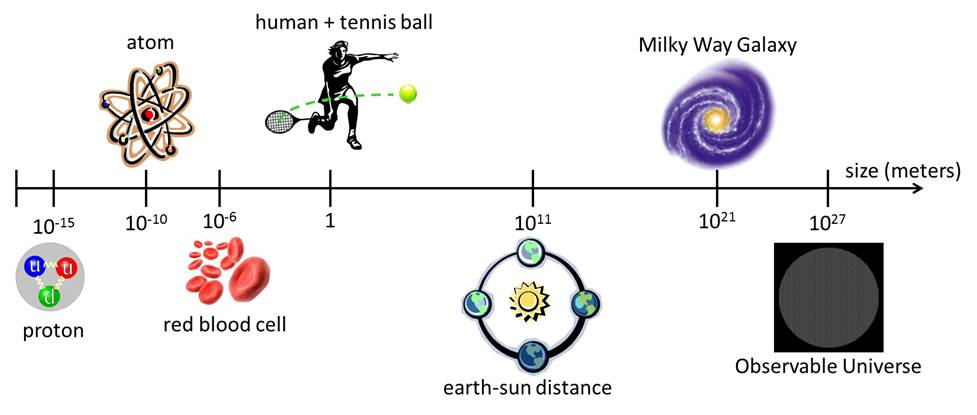 human + tennis ball
atom
Milky Way Galaxy
size (meters)
10⁻¹⁵
10⁻¹⁰
10⁻⁶
1
10¹¹
10²¹
10²⁷
u u
d
proton
red blood cell
earth-sun distance
Observable Universe